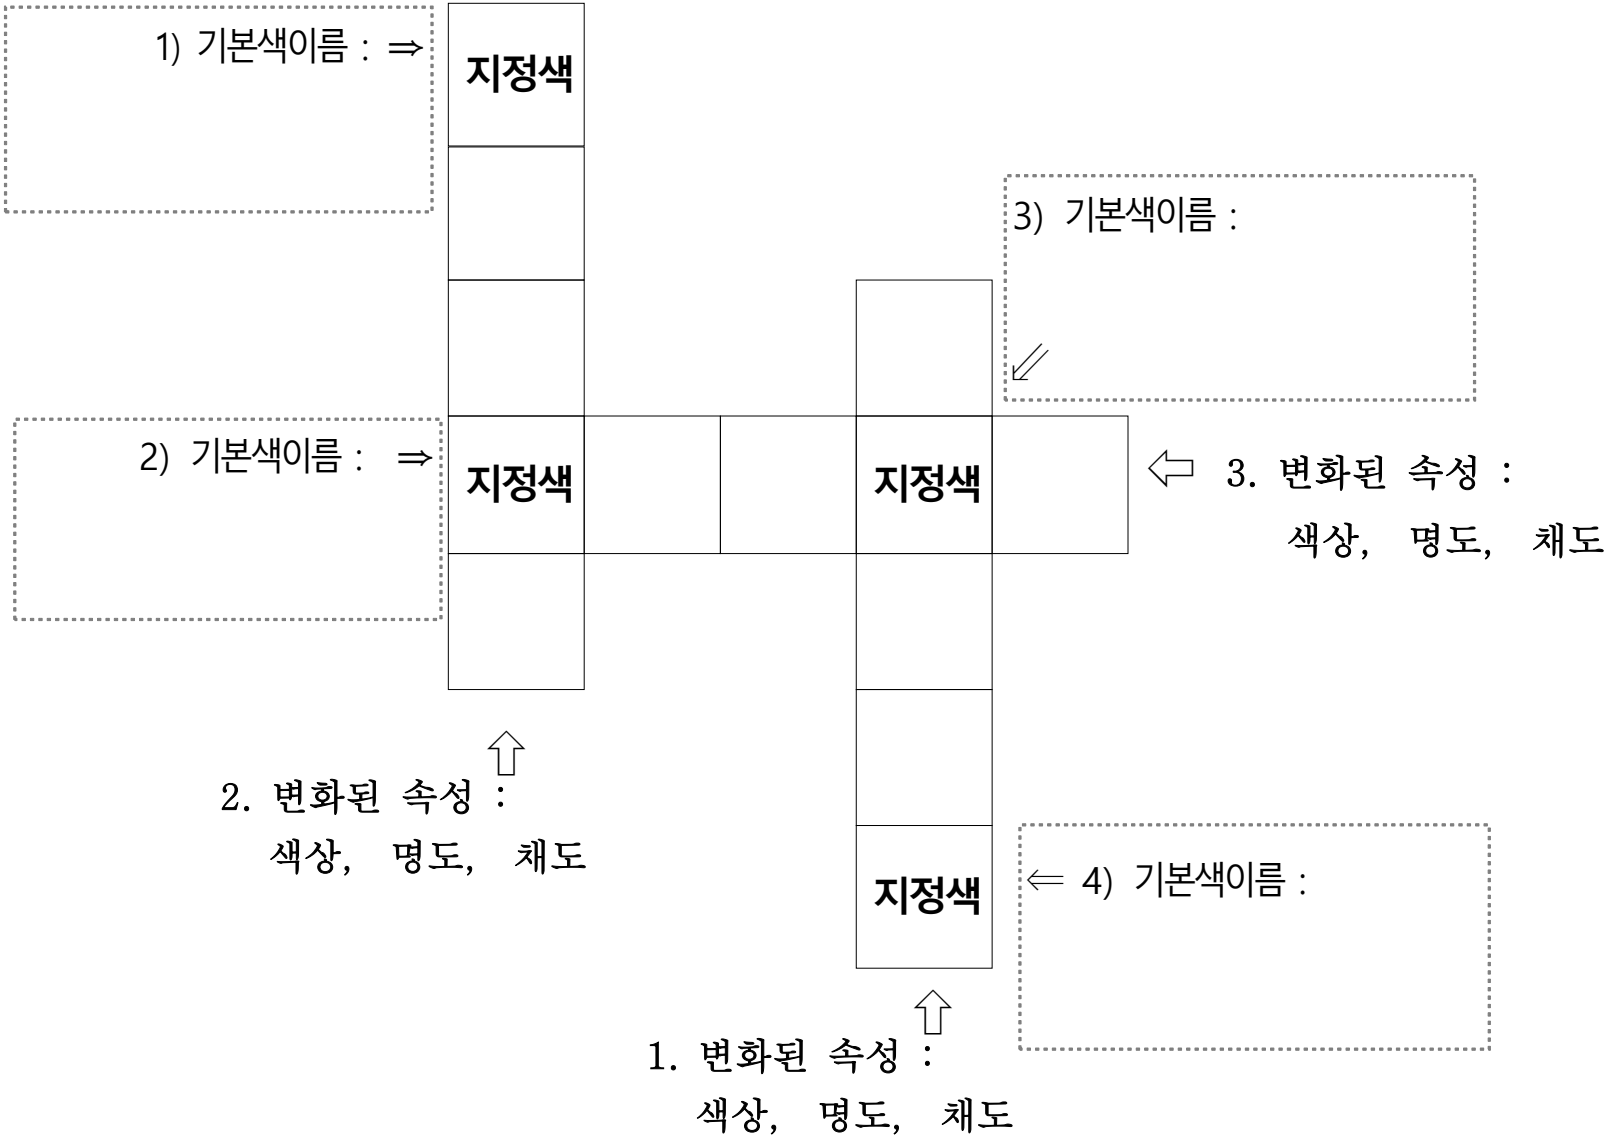 1) 기본색이름 : ⇒
지정색
3) 기본색이름 :
2) 기본색이름 : ⇒
지정색
지정색
3. 변화된 속성 :
색상, 명도, 채도
2. 변화된 속성 :
색상, 명도, 채도
지정색
⇐ 4) 기본색이름 :
1. 변화된 속성 :
색상, 명도, 채도